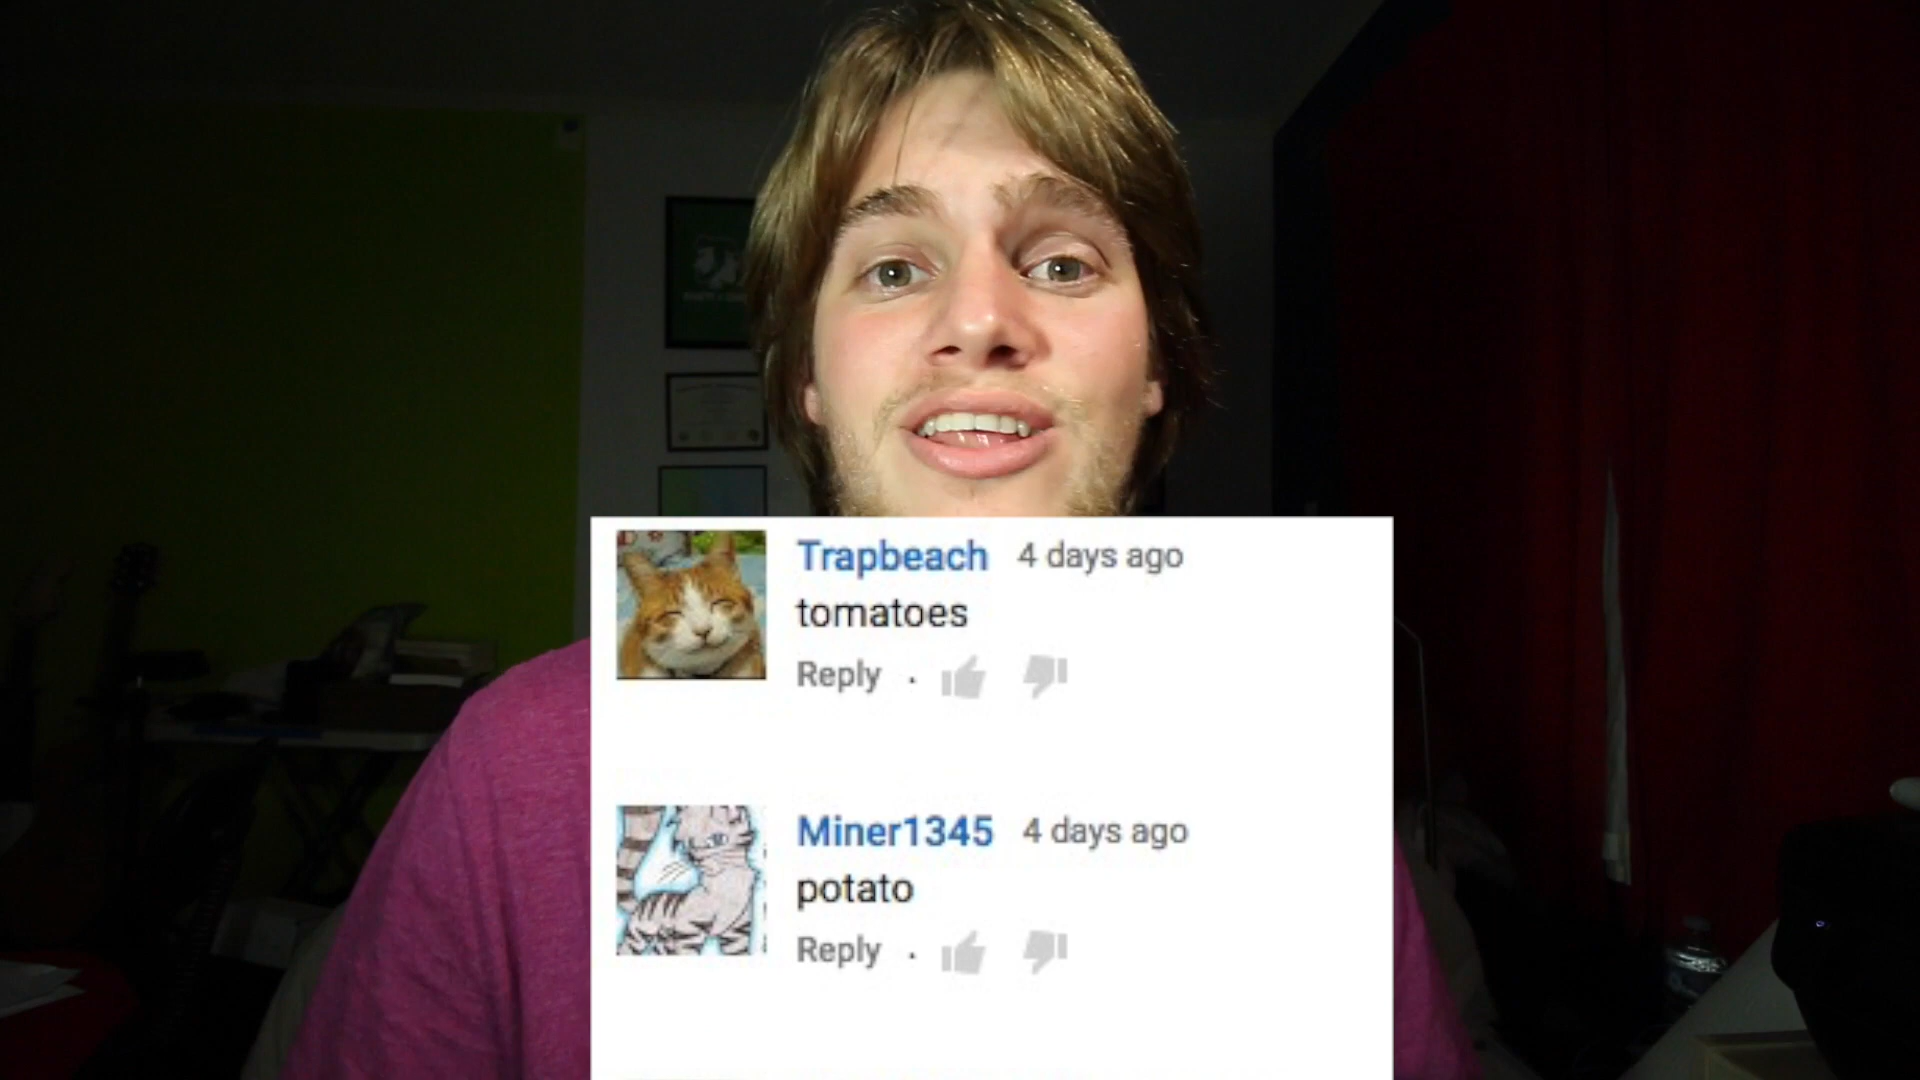 Trapbeach 4 days ago
tomatoes
Reply .
Miner1345 4 days ago
potato
Reply .